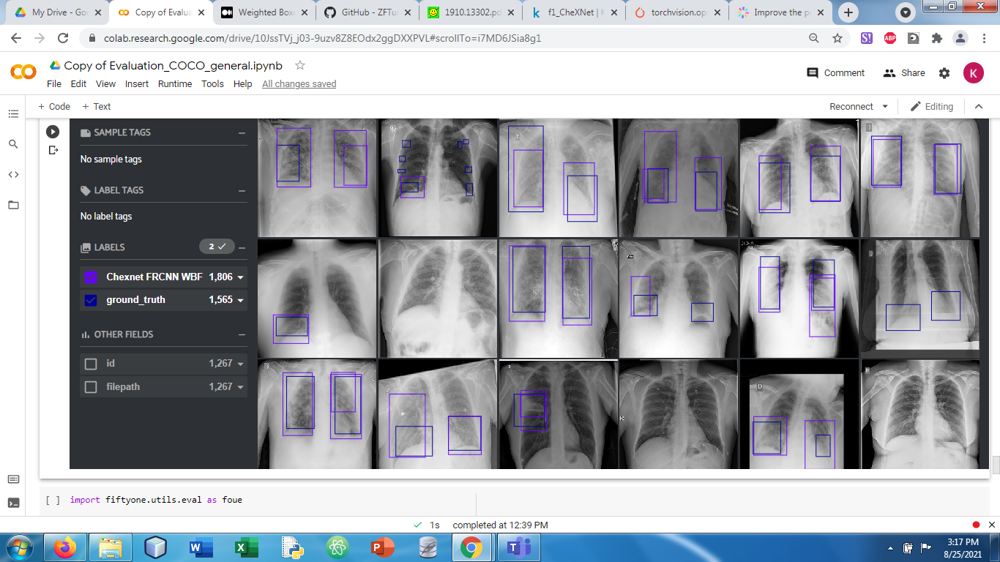 My Drive - Go
Copy of Evalua
Weighted Boxe
GitHub - ZFTu
1910.13302.pd
f1_CheXNet |
torchvision.op
Improve the p
colab.research.google.com/drive/10JssTVj_j03-9uzv8Z8EOdx2ggDXXPVL#scrollTo=i7MD6JSia8g1
ABP
Copy of Evaluation_COCO_general.ipynb
Comment
Share
K
File Edit View Insert Runtime Tools Help All changes saved
+ Code + Text
Reconnect
Editing
SAMPLE TAGS
No sample tags
LABEL TAGS
No label tags
LABELS
2
Chexnet FRCNN WBF 1,806
ground_truth 1,565
OTHER FIELDS
id 1,267
filepath 1,267
D
D
[ ] import fiftyone.utils.eval as foue
1s completed at 12:39 PM
3:17 PM
8/25/2021